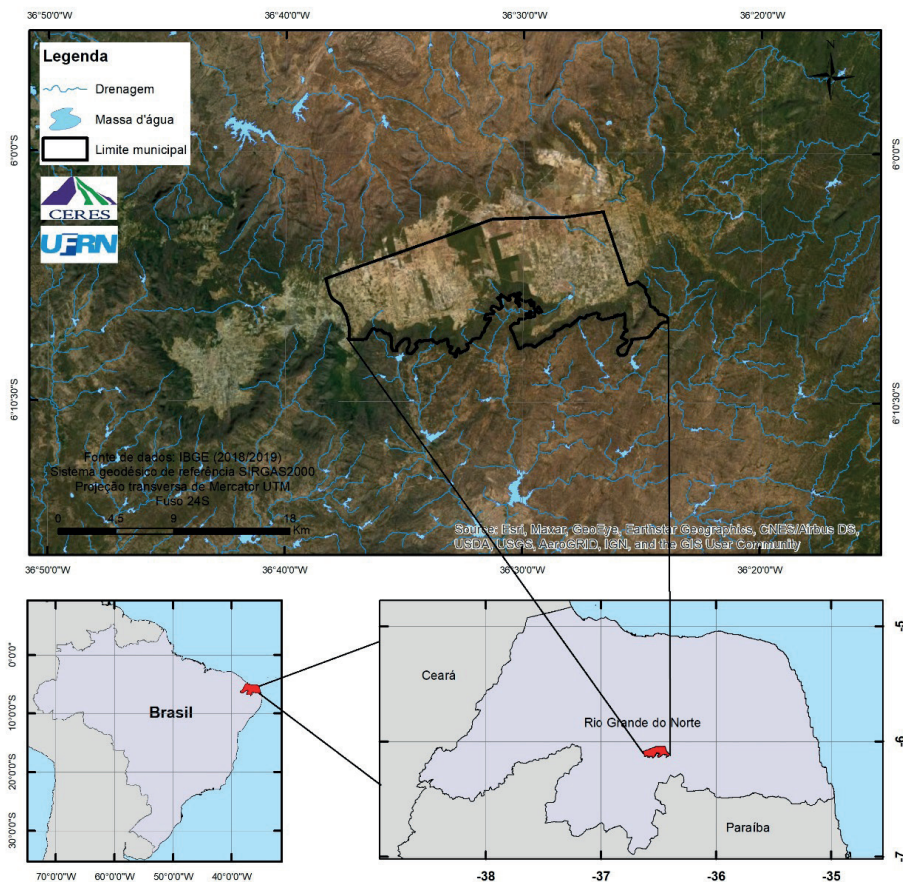 36°50'0"W 36°40'0"W 36°30'0"W 36°20'0"W
Legenda
Drenagem
Massa d'água
Limite municipal
CERES
UFRN
N
6°0'0"S 6°0'0"S
6°10'30"S 6°10'30"S
Fonte de dados: IBGE (2018/2019)
Sistema geodésico de referência SIRGAS2000
Projeção transversa de Mercator UTM
Fuso 24S
0 4,5 9 18
Km
Source: Esri, Maxar, GeoEye, Earthstar Geographics, CNES/Airbus DS,
USDA, USGS, AeroGRID, IGN, and the GIS User Community
36°50'0"W 36°40'0"W 36°30'0"W 36°20'0"W
0°0'0"
10°0'0"S
20°0'0"S
30°0'0"S
Brasil
70°0'0"W 60°0'0"W 50°0'0"W 40°0'0"W
Ceará
Rio Grande do Norte
Paraíba
-5
-6
-7
-38 -37 -36 -35